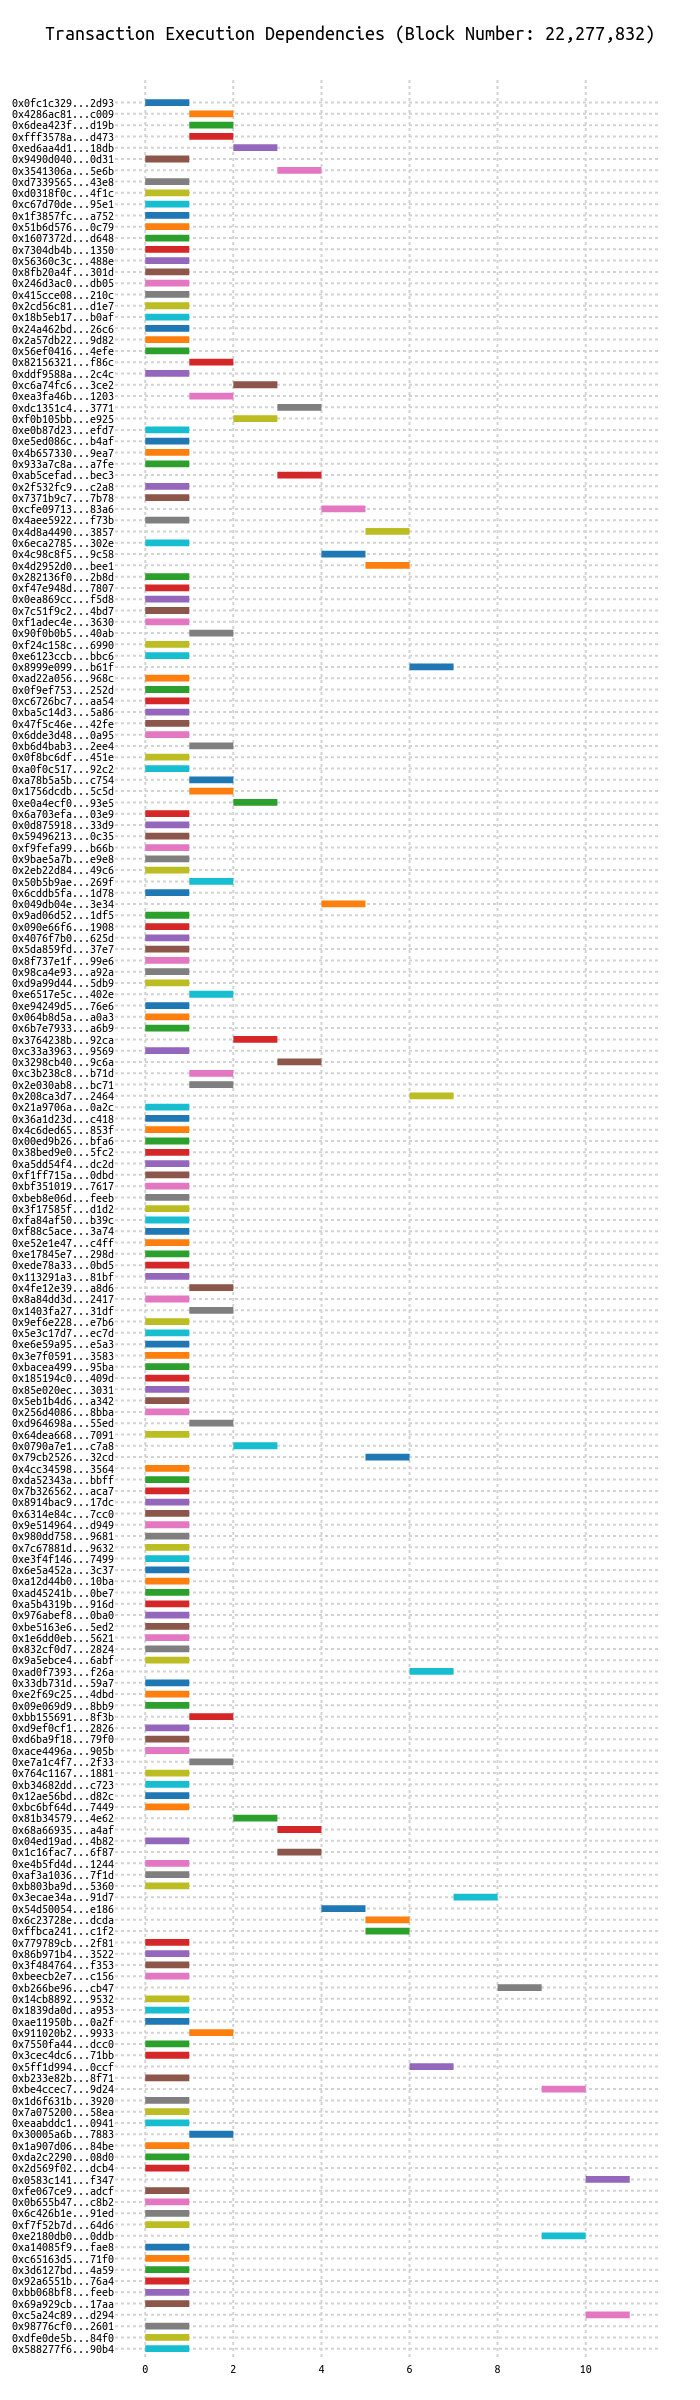 Transaction Execution Dependencies (Block Number: 22,277,832)
0x0fc1c329...2d93
0x4286ac81...c009
0x6dea423f...d19b
0xfff3578a...d473
0xed6aa4d1...18db
0x9490d040...0d31
0x3541306a...5e6b
0xd7339565...43e8
0xd0318f0c...4f1c
0xc67d70de...95e1
0x1f3857fc...a752
0x51b6d576...0c79
0x1607372d...d648
0x7304db4b...1350
0x56360c3c...488e
0x8fb20a4f...301d
0x246d3ac0...db05
0x415cce08...210c
0x2cd56c81...d1e7
0x18b5eb17...b0af
0x24a462bd...26c6
0x2a57db22...9d82
0x56ef0416...4efe
0x82156321...f86c
0xddf9588a...2c4c
0xc6a74fc6...3ce2
0xea3fa46b...1203
0xdc1351c4...3771
0xf0b105bb...e925
0xe0b87d23...efd7
0xe5ed086c...b4af
0x4b657330...9ea7
0x933a7c8a...a7fe
0xab5cefad...bec3
0x2f532fc9...c2a8
0x7371b9c7...7b78
0xcfe09713...83a6
0x4aee5922...f73b
0x4d8a4490...3857
0x6eca2785...302e
0x4c98c8f5...9c58
0x4d2952d0...bee1
0x282136f0...2b8d
0xf47e948d...7807
0x0ea869cc...f5d8
0x7c51f9c2...4bd7
0xf1adec4e...3630
0x90f0b0b5...40ab
0xf24c158c...6990
0xe6123ccb...bbc6
0x8999e099...b61f
0xad22a056...968c
0x0f9ef753...252d
0xc6726bc7...aa54
0xba5c14d3...5a86
0x47f5c46e...42fe
0x6dde3d48...0a95
0xb6d4bab3...2ee4
0x0f8bc6df...451e
0xa0f0c517...92c2
0xa78b5a5b...c754
0x1756dcdb...5c5d
0xe0a4ecf0...93e5
0x6a703efa...03e9
0x0d875918...33d9
0x59496213...0c35
0xf9fefa99...b66b
0x9bae5a7b...e9e8
0x2eb22d84...49c6
0x50b5b9ae...269f
0x6cddb5fa...1d78
0x049db04e...3e34
0x9ad06d52...1df5
0x090e66f6...1908
0x4076f7b0...625d
0x5da859fd...37e7
0x8f737e1f...99e6
0x98ca4e93...a92a
0xd9a99d44...5db9
0xe6517e5c...402e
0xe94249d5...76e6
0x064b8d5a...a0a3
0x6b7e7933...a6b9
0x3764238b...92ca
0xc33a3963...9569
0x3298cb40...9c6a
0xc3b238c8...b71d
0x2e030ab8...bc71
0x208ca3d7...2464
0x21a9706a...0a2c
0x36a1d23d...c418
0x4c6ded65...853f
0x00ed9b26...bfa6
0x38bed9e0...5fc2
0xa5dd54f4...dc2d
0xf1ff715a...0dbd
0xbf351019...7617
0xbeb8e06d...feeb
0x3f17585f...d1d2
0xfa84af50...b39c
0xf88c5ace...3a74
0xe52e1e47...c4ff
0xe17845e7...298d
0xede78a33...0bd5
0x113291a3...81bf
0x4fe12e39...a8d6
0x8a84dd3d...2417
0x1403fa27...31df
0x9ef6e228...e7b6
0x5e3c17d7...ec7d
0xe6e59a95...e5a3
0x3e7f0591...3583
0xbacea499...95ba
0x185194c0...409d
0x85e020ec...3031
0x5eb1b4d6...a342
0x256d4086...8bba
0xd964698a...55ed
0x64dea668...7091
0x0790a7e1...c7a8
0x79cb2526...32cd
0x4cc34598...3564
0xda52343a...bbff
0x7b326562...aca7
0x8914bac9...17dc
0x6314e84c...7cc0
0x9e514964...d949
0x980dd758...9681
0x7c67881d...9632
0xe3f4f146...7499
0x6e5a452a...3c37
0xa12d44b0...10ba
0xad45241b...0be7
0xa5b4319b...916d
0x976abef8...0ba0
0xbe5163e6...5ed2
0x1e6dd0eb...5621
0x832cf0d7...2824
0x9a5ebce4...6abf
0xad0f7393...f26a
0x33db731d...59a7
0xe2f69c25...4dbd
0x09e069d9...8bb9
0xbb155691...8f3b
0xd9ef0cf1...2826
0xd6ba9f18...79f0
0xace4496a...905b
0xe7a1c4f7...2f33
0x764c1167...1881
0xb34682dd...c723
0x12ae56bd...d82c
0xbc6bf64d...7449
0x81b34579...4e62
0x68a66935...a4af
0x04ed19ad...4b82
0x1c16fac7...6f87
0xe4b5fd4d...1244
0xaf3a1036...7f1d
0xb803ba9d...5360
0x3ecae34a...91d7
0x54d50054...e186
0x6c23728e...dcda
0xffbca241...c1f2
0x779789cb...2f81
0x86b971b4...3522
0x3f484764...f353
0xbeecb2e7...c156
0xb266be96...cb47
0x14cb8892...9532
0x1839da0d...a953
0xae11950b...0a2f
0x911020b2...9933
0x7550fa44...dcc0
0x3cec4dc6...71bb
0x5ff1d994...0ccf
0xb233e82b...8f71
0xbe4ccec7...9d24
0x1d6f631b...3920
0x7a075200...58ea
0xeaabddc1...0941
0x30005a6b...7883
0x1a907d06...84be
0xda2c2290...08d0
0x2d569f02...dcb4
0x0583c141...f347
0xfe067ce9...adcf
0x0b655b47...c8b2
0x6c426b1e...91ed
0xf7f52b7d...64d6
0xe2180db0...0ddb
0xa14085f9...fae8
0xc65163d5...71f0
0x3d6127bd...4a59
0x92a6551b...76a4
0xbb068bf8...feeb
0x69a929cb...17aa
0xc5a24c89...d294
0x98776cf0...2601
0xdfe0de5b...84f0
0x588277f6...90b4
0 2 4 6 8 10